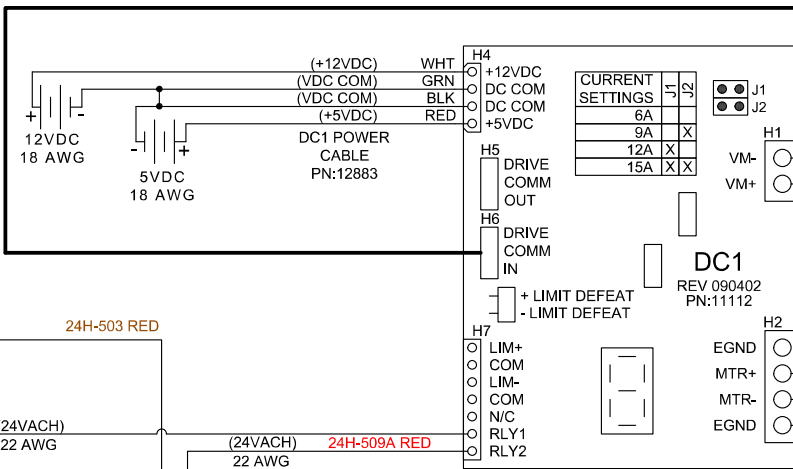 (+12VDC) WHT
(VDC COM) GRN
(VDC COM) BLK
(+5VDC) RED
+ -
12VDC
18 AWG
- +
5VDC
18 AWG
DC1 POWER
CABLE
PN:12883
H4
+12VDC
DC COM
DC COM
+5VDC
CURRENT
SETTINGS J1 J2
6A
9A X
12A X
15A X X
J1
J2
H1
VM-
VM+
H5
DRIVE
COMM
OUT
H6
DRIVE
COMM
IN
DC1
REV 090402
PN:11112
+ LIMIT DEFEAT
- LIMIT DEFEAT
H7
LIM+
COM
LIM-
COM
N/C
RLY1
RLY2
H2
EGND
MTR+
MTR-
EGND
24H-503 RED
24VACH)
22 AWG
(24VACH) 24H-509A RED
22 AWG